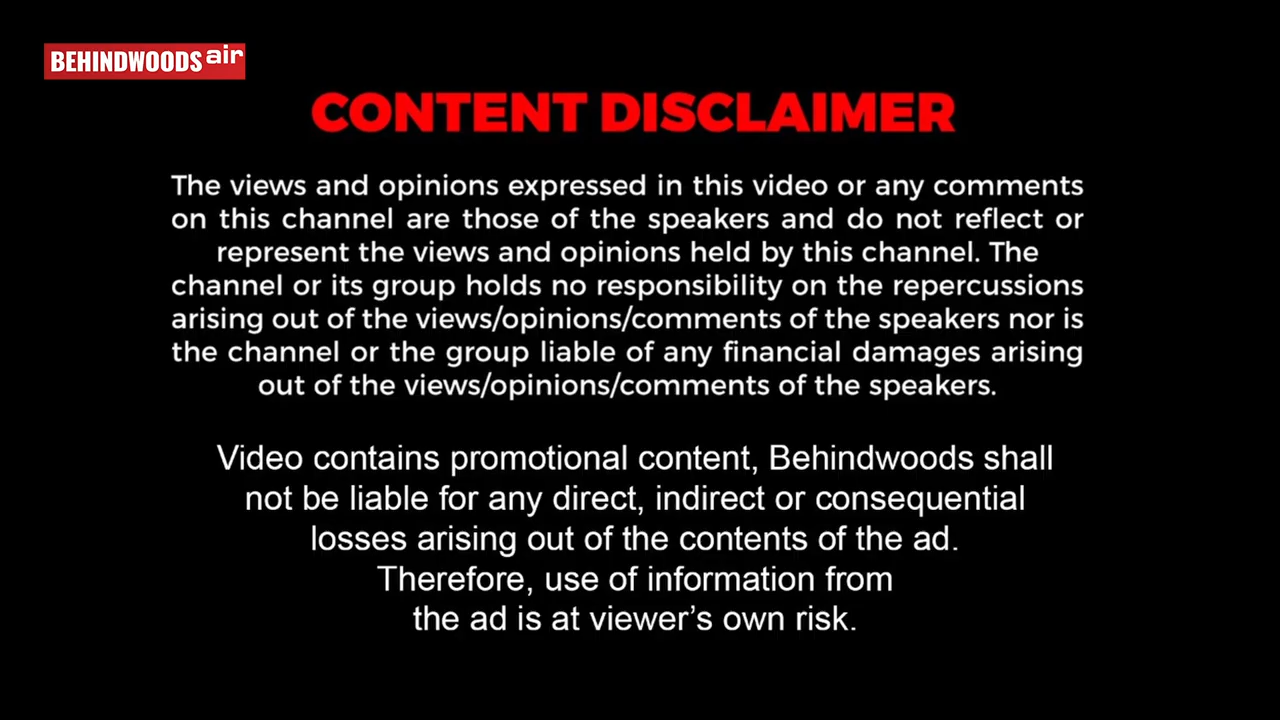 BEHINDWOODS air
CONTENT DISCLAIMER
The views and opinions expressed in this video or any comments
on this channel are those of the speakers and do not reflect or
represent the views and opinions held by this channel. The
channel or its group holds no responsibility on the repercussions
arising out of the views/opinions/comments of the speakers nor is
the channel or the group liable of any financial damages arising
out of the views/opinions/comments of the speakers.
Video contains promotional content, Behindwoods shall
not be liable for any direct, indirect or consequential
losses arising out of the contents of the ad.
Therefore, use of information from
the ad is at viewer’s own risk.